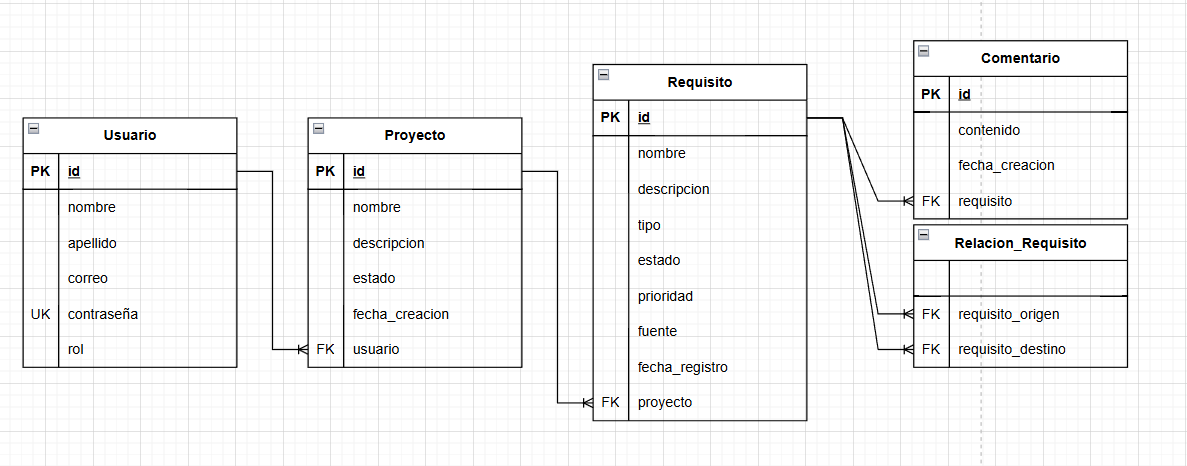 Usuario
PK id
nombre
apellido
correo
UK contraseña
rol
Proyecto
PK id
nombre
descripcion
estado
fecha_creacion
FK usuario
Requisito
PK id
nombre
descripcion
tipo
estado
prioridad
fuente
fecha_registro
FK proyecto
Comentario
PK id
contenido
fecha_creacion
FK requisito
Relacion_Requisito
FK requisito_origen
FK requisito_destino